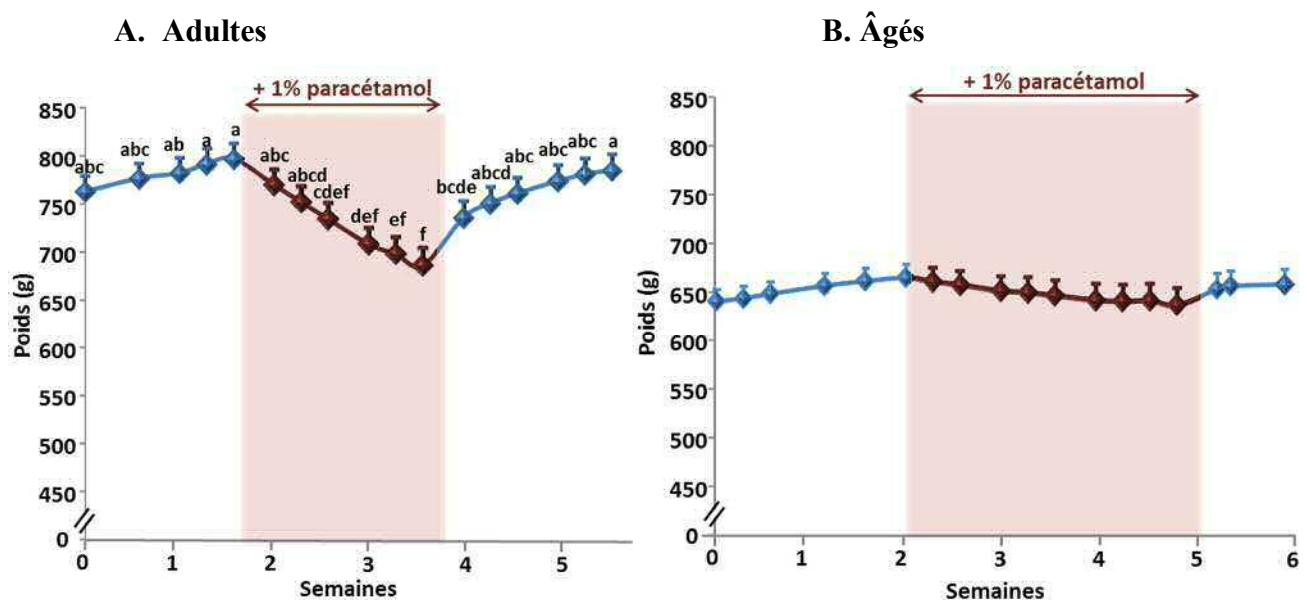 A. Adultes
+ 1% paracétamol
850
800
750
700
650
600
550
500
450
0
Poids (g)
abc
abc
ab
a
a
abc
abcd
cdef
def
ef
f
bcde
abcd
abc
abc
abc
a
0
1
2
3
4
5
Semaines
B. Âgés
+ 1% paracétamol
850
800
750
700
650
600
550
500
450
0
Poids (g)
0
1
2
3
4
5
6
Semaines